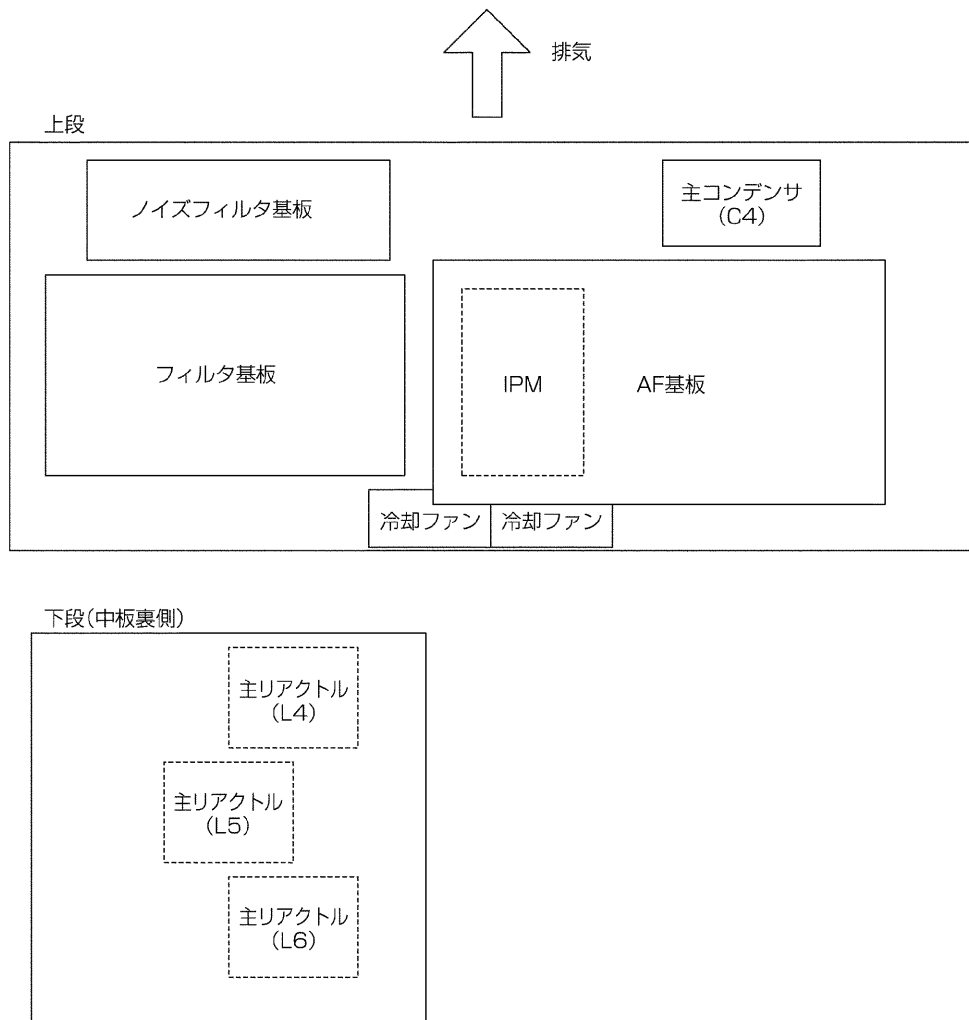 排気
上段
ノイズフィルタ基板
主コンデンサ
(C4)
フィルタ基板
IPM
AF基板
冷却ファン
冷却ファン
下段(中板裏側)
主リアクトル
(L4)
主リアクトル
(L5)
主リアクトル
(L6)